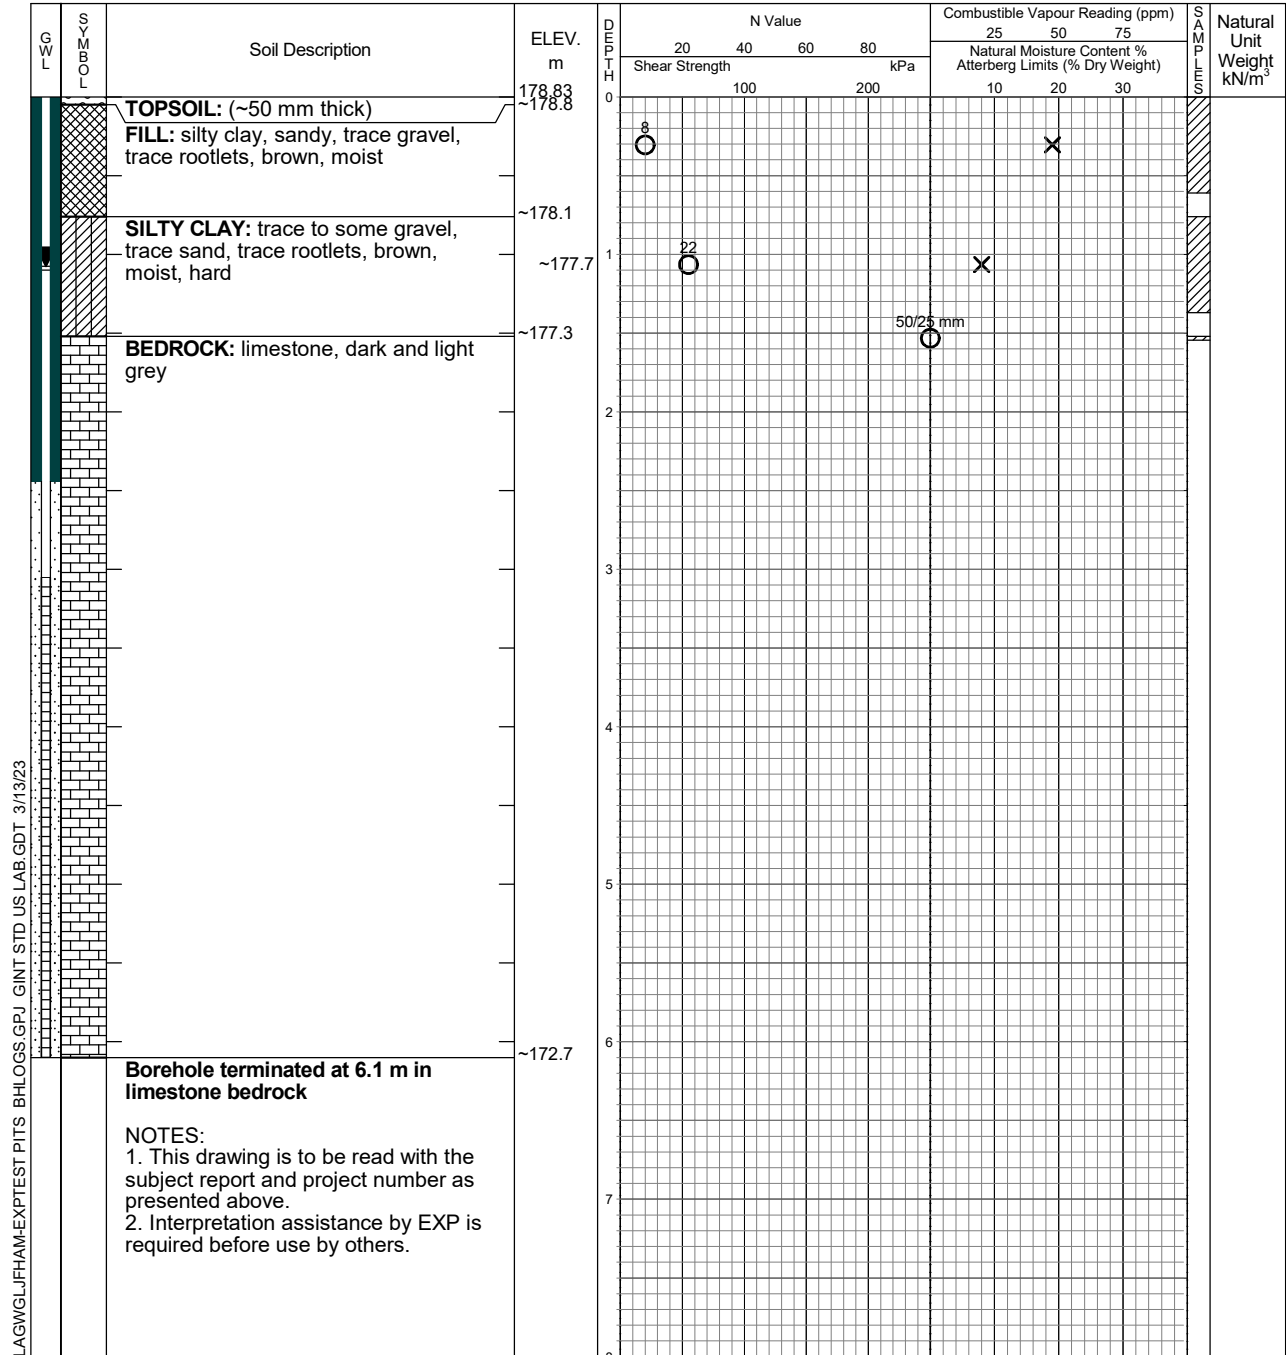 GWL
SYMBOL
Soil Description
ELEV.
m
DEPTH
N Value
20 40 60 80
Shear Strength kPa
100 200
Combustible Vapour Reading (ppm)
25 50 75
Natural Moisture Content %
Atterberg Limits (% Dry Weight)
10 20 30
SAMPLES
Natural
Unit
Weight
kN/m³
178.83
0
TOPSOIL: (~50 mm thick)
~178.8
FILL: silty clay, sandy, trace gravel,
trace rootlets, brown, moist
8
~178.1
SILTY CLAY: trace to some gravel,
trace sand, trace rootlets, brown,
moist, hard
~177.7
1
22
50/25 mm
~177.3
BEDROCK: limestone, dark and light
grey
2
3
4
5
6
~172.7
Borehole terminated at 6.1 m in
limestone bedrock
NOTES:
1. This drawing is to be read with the
subject report and project number as
presented above.
2. Interpretation assistance by EXP is
required before use by others.
7
LAGWGLJFHAM-EXPTEST PITS BHLOGS.GPJ GINT STD US LAB.GDT 3/13/23